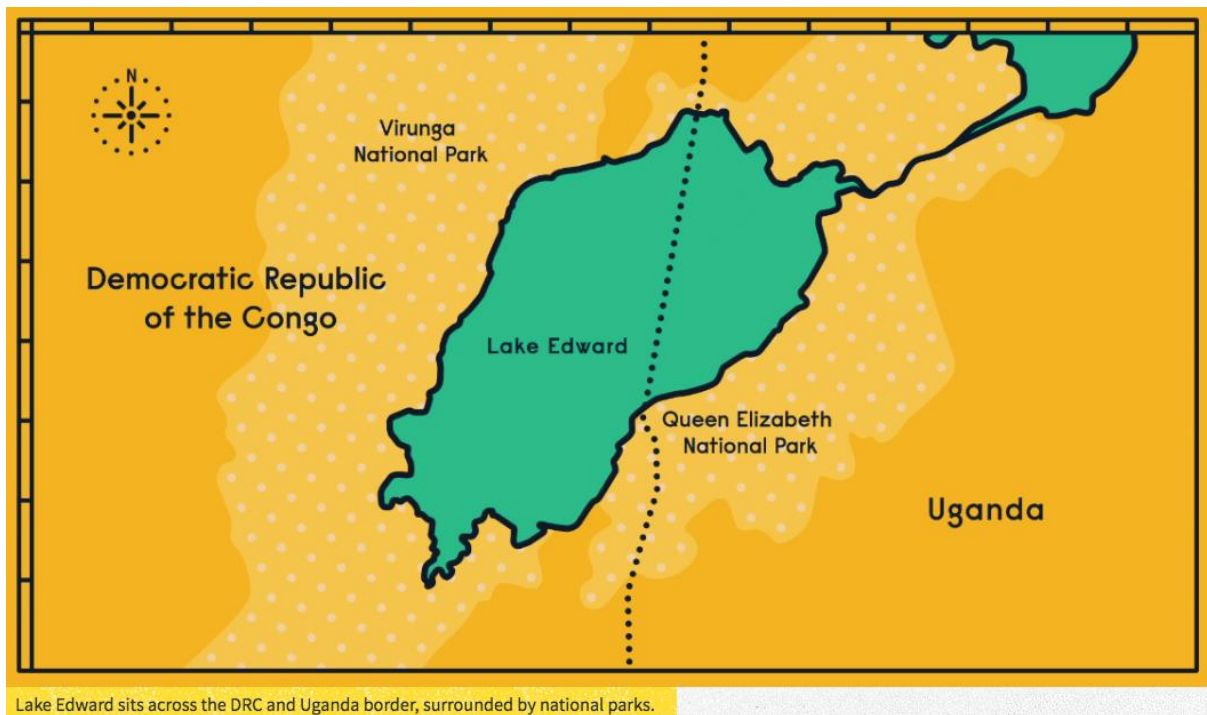 N
Virunga
National Park
Democratic Republic
of the Congo
Lake Edward
Queen Elizabeth
National Park
Uganda
Lake Edward sits across the DRC and Uganda border, surrounded by national parks.